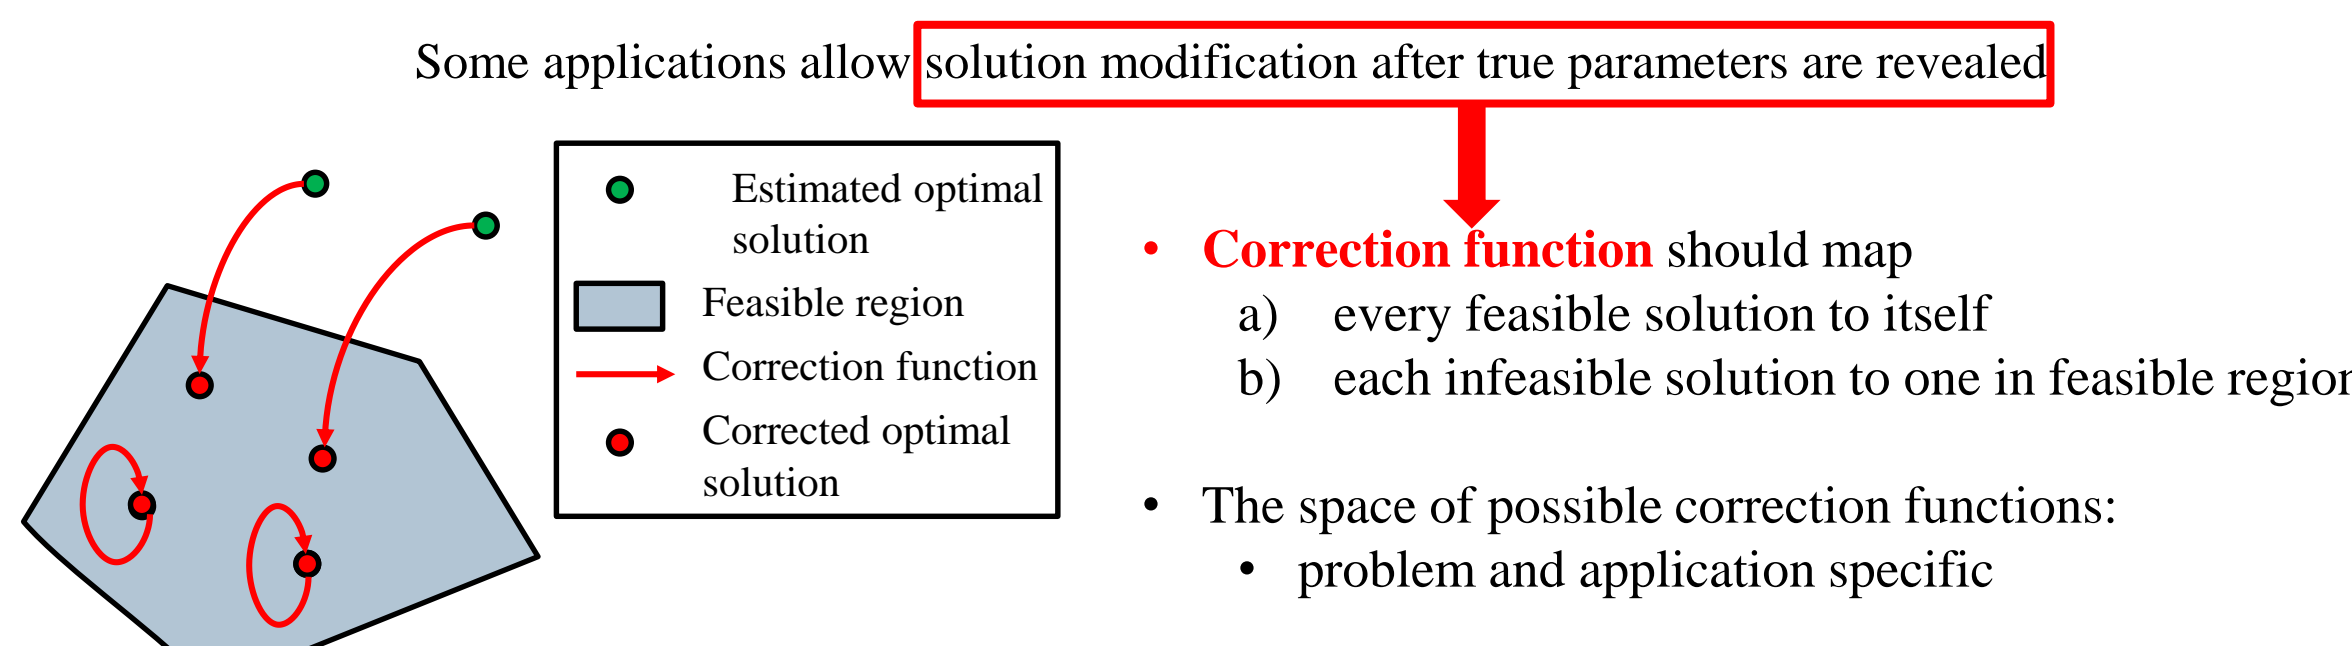 Some applications allow solution modification after true parameters are revealed
Estimated optimal
solution
Feasible region
Correction function
Corrected optimal
solution
• Correction function should map
a) every feasible solution to itself
b) each infeasible solution to one in feasible region
• The space of possible correction functions:
• problem and application specific